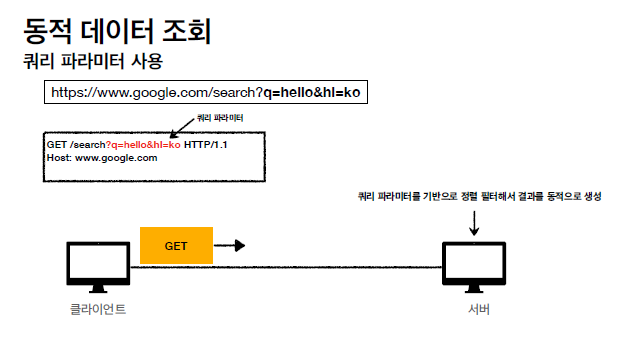 동적 데이터 조회
쿼리 파라미터 사용
https://www.google.com/search?q=hello&hl=ko
쿼리 파라미터
GET /search?q=hello&hl=ko HTTP/1.1
Host: www.google.com
쿼리 파라미터를 기반으로 정렬 필터해서 결과를 동적으로 생성
GET
클라이언트
서버